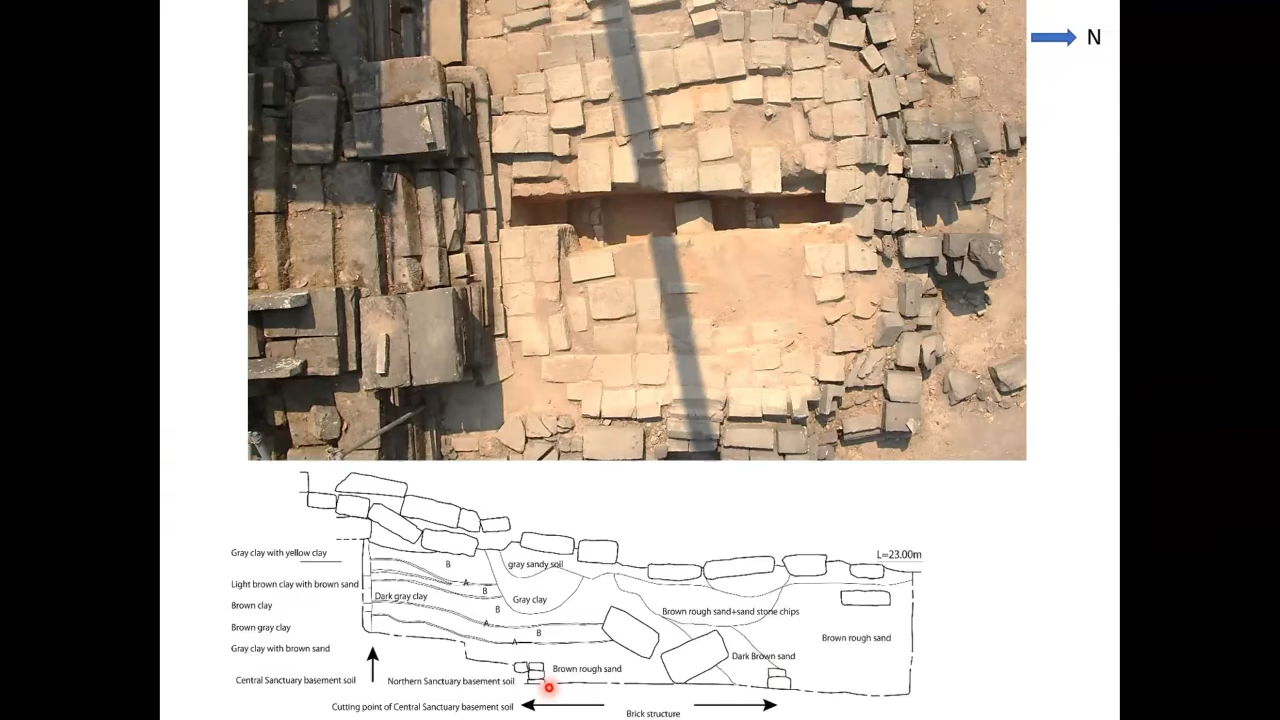 N
L=23.00m
Gray clay with yellow clay
B
gray sandy soil
Light brown clay with brown sand
A
B
Dark gray clay
Gray clay
Brown clay
B
Brown rough sand+sand stone chips
A
Brown gray clay
B
Brown rough sand
A
Gray clay with brown sand
Dark Brown sand
Brown rough sand
Central Sanctuary basement soil
Northern Sanctuary basement soil
Cutting point of Central Sanctuary basement soil
Brick structure